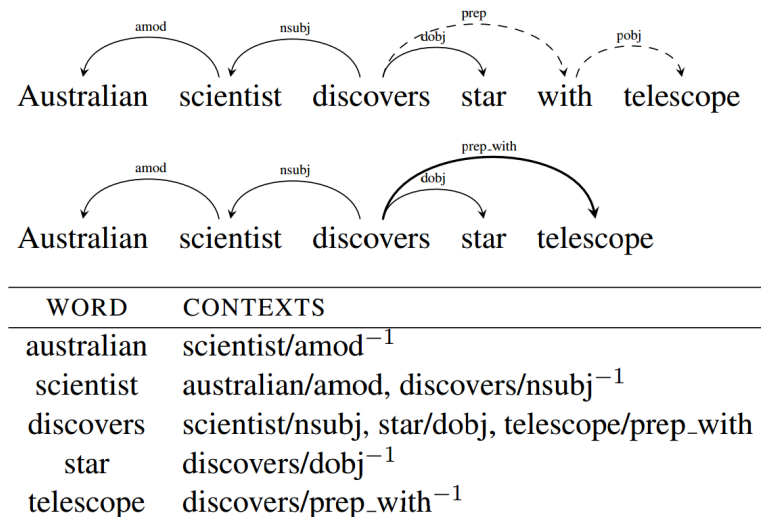 amod nsubj dobj prep pobj
Australian scientist discovers star with telescope
prep_with
amod nsubj dobj
Australian scientist discovers star telescope
WORD CONTEXTS
australian scientist/amod⁻¹
scientist australian/amod, discovers/nsubj⁻¹
discovers scientist/nsubj, star/dobj, telescope/prep_with
star discovers/dobj⁻¹
telescope discovers/prep_with⁻¹